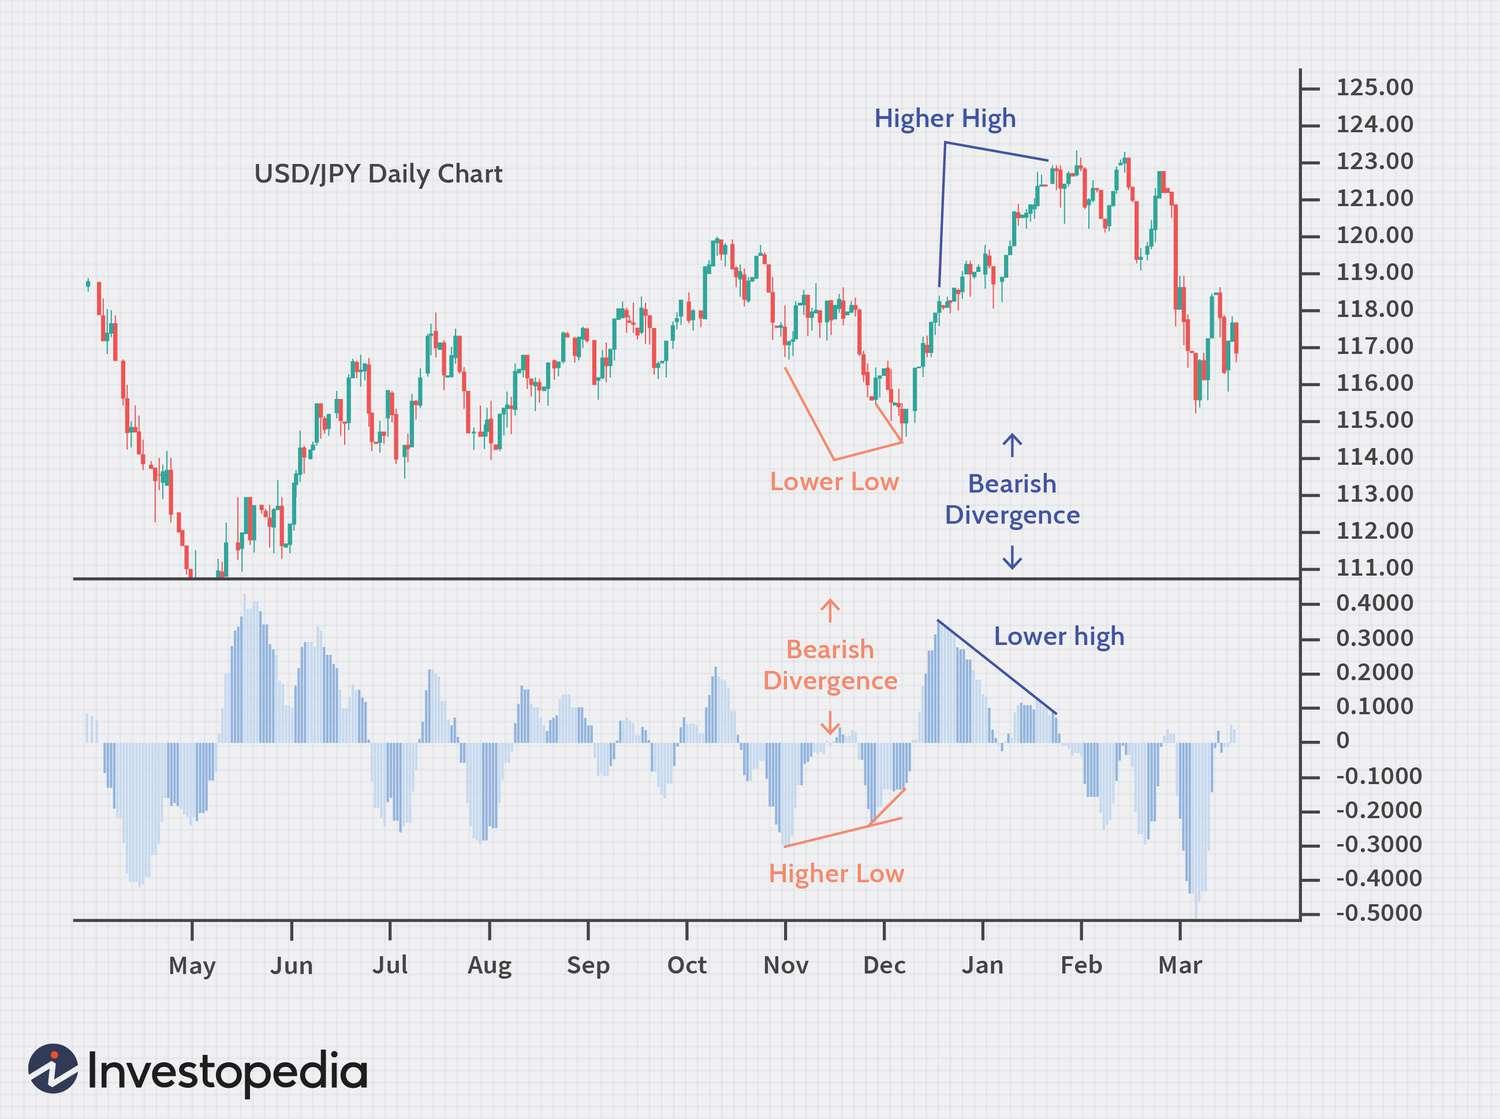 Higher High
USD/JPY Daily Chart
125.00
124.00
123.00
121.00
120.00
119.00
118.00
117.00
116.00
115.00
114.00
113.00
112.00
111.00
Lower Low
Bearish
Divergence
0.4000
0.3000
0.2000
0.1000
0
-0.1000
-0.2000
-0.3000
-0.4000
-0.5000
Bearish
Divergence
Lower high
Higher Low
May Jun Jul Aug Sep Oct Nov Dec Jan Feb Mar
Investopedia